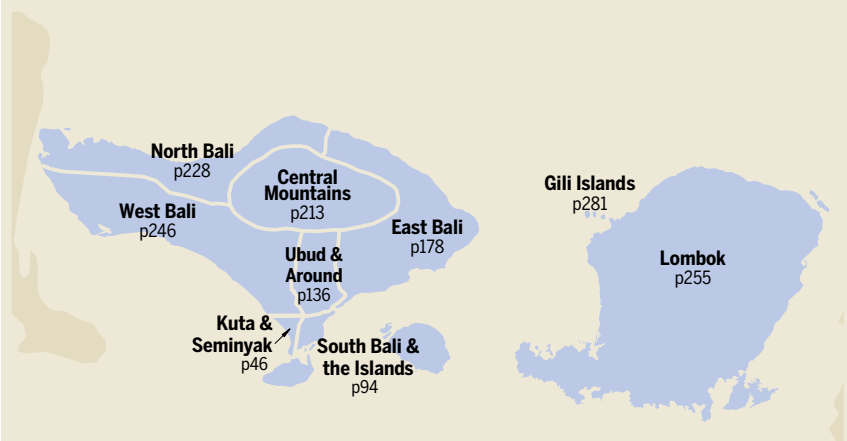 North Bali
p228
Central
Mountains
p213
West Bali
p246
East Bali
p178
Ubud &
Around
p136
Kuta &
Seminyak
p46
South Bali &
the Islands
p94
Gili Islands
p281
Lombok
p255